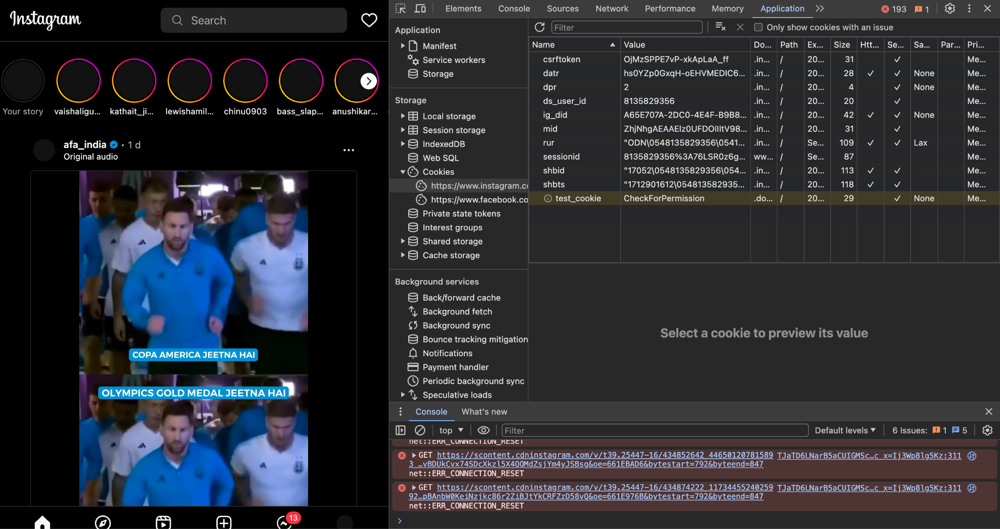 Instagram
Search
Your story
vaishaligu...
kathait_ji...
lewishamil...
chinu0903
bass_slap...
anushikar...
afa_india • 1 d
Original audio
COPA AMERICA JEETNA HAI
OLYMPICS GOLD MEDAL JEETNA HAI
13
Elements Console Sources Network Performance Memory Application 193 1
Application
Manifest
Service workers
Storage
Storage
Local storage
Session storage
IndexedDB
Web SQL
Cookies
https://www.instagram.c
https://www.facebook.co
Private state tokens
Interest groups
Shared storage
Cache storage
Background services
Back/forward cache
Background fetch
Background sync
Bounce tracking mitigation
Notifications
Payment handler
Periodic background sync
Speculative loads
Filter Only show cookies with an issue
Name Value Do... Path Ex... Size Htt... Se... Sa... Par... Pri...
csrftoken OjMzSPPE7vP-xkApLaA_ff .in... / 20... 31 ✓ Me...
datr hs0YZp0GxqH-oEHVMEDIC6... .in... / 20... 28 ✓ ✓ None Me...
dpr 2 .in... / 20... 4 ✓ None Me...
ds_user_id 8135829356 .in... / 20... 20 ✓ Me...
ig_did A65E707A-2DC0-4E4F-B9B8... .in... / 20... 42 ✓ ✓ None Me...
mid ZhjNhgAEAAElz0UFDOIIItV98... .in... / 20... 31 ✓ Me...
rur "ODN\0548135829356\0541... .in... / Se... 109 ✓ ✓ Lax Me...
sessionid 8135829356%3A76LSR0z6g... ww... / Se... 87 Me...
shbid "17052\0548135829356\054... .in... / 20... 113 ✓ ✓ Me...
shbts "1712901612\054813582935... .in... / 20... 118 ✓ ✓ Me...
test_cookie CheckForPermission .do... / 20... 29 ✓ None Me...
Select a cookie to preview its value
Console What's new
top Filter Default levels 6 Issues: 1 5
net::ERR_CONNECTION_RESET
GET https://scontent.cdninstagram.com/v/t39.25447-16/434852642_44650120781589 TJaTD6LNarB5aCUIGMSc…c_x=Ij3Wp8lg5Kz:311
3_…vBDUkCvx74SDcXkzl5X4QQMdZsjYm4yJSBsg&oe=661EBAD6&bytestart=792&byteend=847
net::ERR_CONNECTION_RESET
GET https://scontent.cdninstagram.com/v/t39.25447-16/434874222_11734455240259 TJaTD6LNarB5aCUIGMSc…c_x=Ij3Wp8lg5Kz:311
92…pBAnbW0KeiNzjkc86r2ZiBJtYkCRFZzD58vQ&oe=661E976B&bytestart=792&byteend=847
net::ERR_CONNECTION_RESET